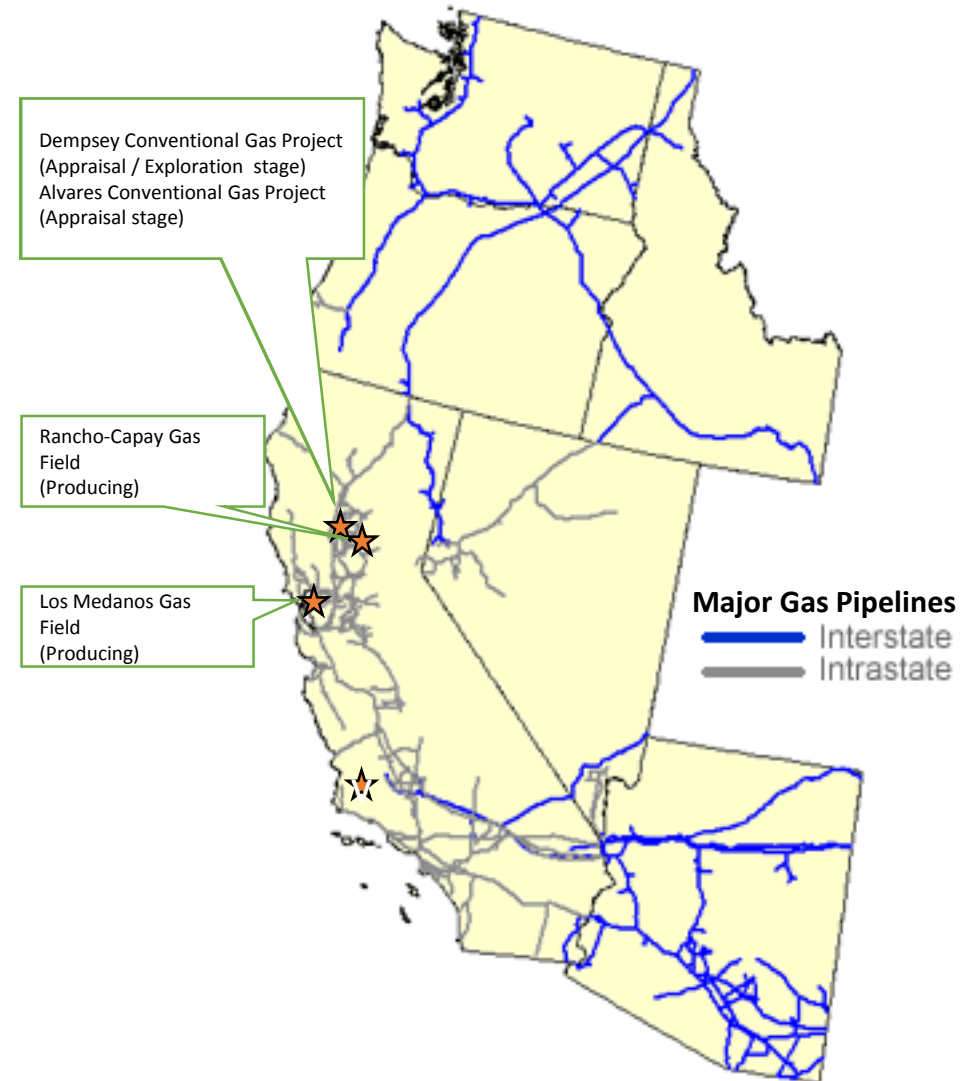 Dempsey Conventional Gas Project
(Appraisal / Exploration stage)
Alvares Conventional Gas Project
(Appraisal stage)
Rancho-Capay Gas
Field
(Producing)
Los Medanos Gas
Field
(Producing)
Major Gas Pipelines
Interstate
Intrastate